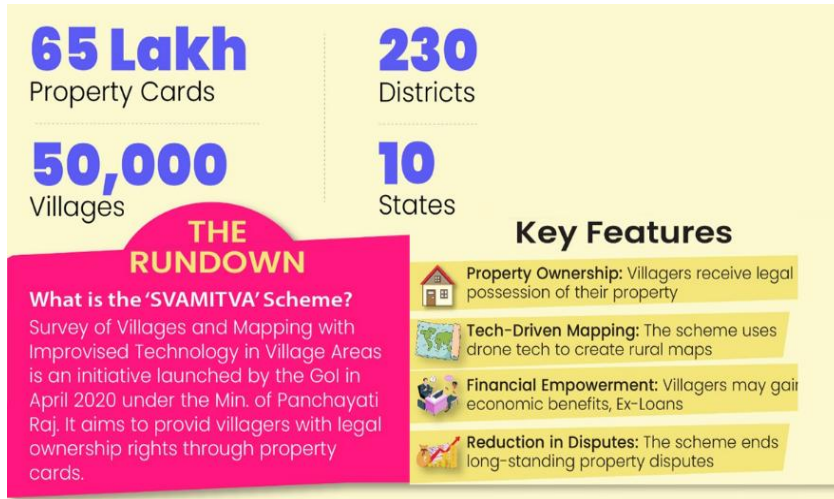 65 Lakh
Property Cards
230
Districts
50,000
Villages
10
States
THE
RUNDOWN
What is the ‘SVAMITVA’ Scheme?
Survey of Villages and Mapping with
Improvised Technology in Village Areas
is an initiative launched by the GoI in
April 2020 under the Min. of Panchayati
Raj. It aims to provid villagers with legal
ownership rights through property
cards.
Key Features
Property Ownership: Villagers receive legal
possession of their property
Tech-Driven Mapping: The scheme uses
drone tech to create rural maps
Financial Empowerment: Villagers may gain
economic benefits, Ex-Loans
Reduction in Disputes: The scheme ends
long-standing property disputes